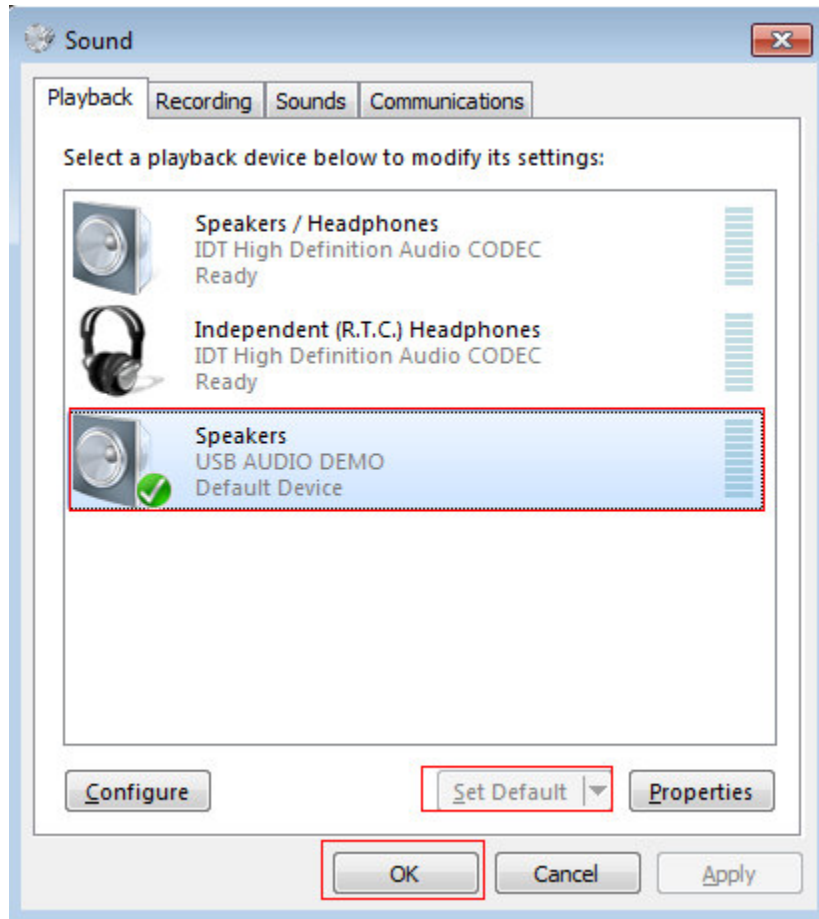 Sound
Playback Recording Sounds Communications
Select a playback device below to modify its settings:
Speakers / Headphones
IDT High Definition Audio CODEC
Ready
Independent (R.T.C.) Headphones
IDT High Definition Audio CODEC
Ready
Speakers
USB AUDIO DEMO
Default Device
Configure Set Default Properties
OK Cancel Apply